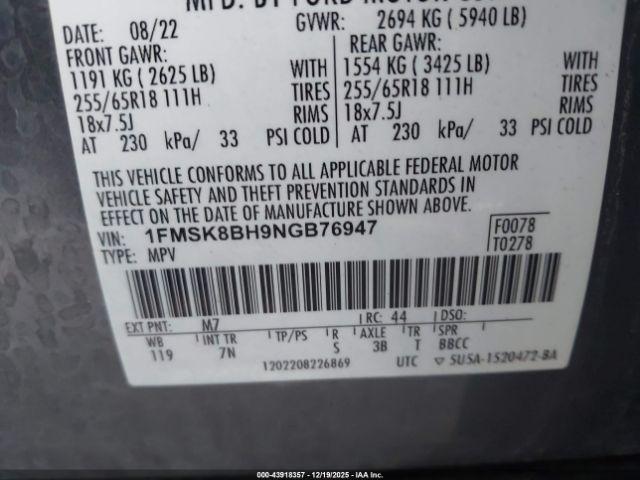 MFD. BY FORD MOTOR CO.
DATE: 08/22 GVWR: 2694 KG ( 5940 LB)
FRONT GAWR: REAR GAWR:
1191 KG ( 2625 LB) WITH 1554 KG ( 3425 LB) WITH
255/65R18 111H TIRES 255/65R18 111H TIRES
18x7.5J RIMS 18x7.5J RIMS
AT 230 kPa/ 33 PSI COLD AT 230 kPa/ 33 PSI COLD
THIS VEHICLE CONFORMS TO ALL APPLICABLE FEDERAL MOTOR
VEHICLE SAFETY AND THEFT PREVENTION STANDARDS IN
EFFECT ON THE DATE OF MANUFACTURE SHOWN ABOVE.
VIN: 1FMSK8BH9NGB76947 F0078
TYPE: MPV T0278
EXT PNT: M7 RC: 44 DSO:
WB INT TR TP/PS R AXLE TR SPR
119 7N S 3B T BBCC
1202208226869 UTC ▽ SU5A-1520472-BA
000-43918357 - 12/19/2025 - IAA Inc.